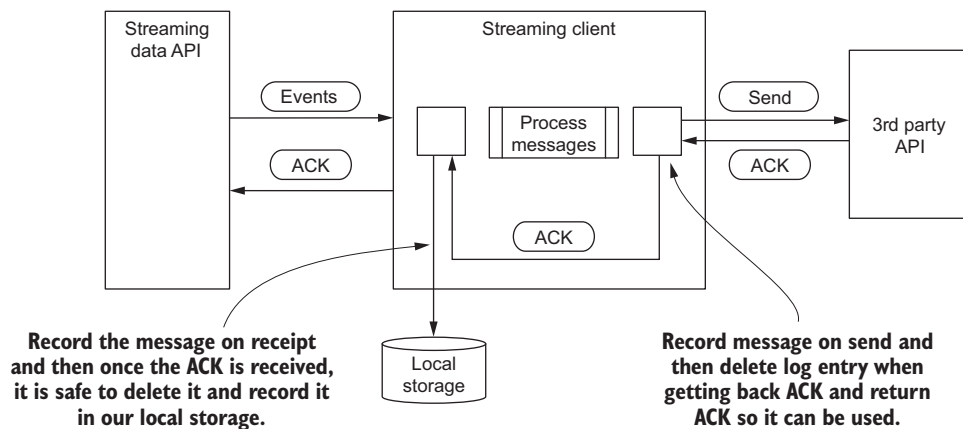 Streaming
data API
Streaming client
Events
Send
Process
messages
3rd party
API
ACK
ACK
ACK
Record the message on receipt
and then once the ACK is received,
it is safe to delete it and record it
in our local storage.
Local
storage
Record message on send and
then delete log entry when
getting back ACK and return
ACK so it can be used.